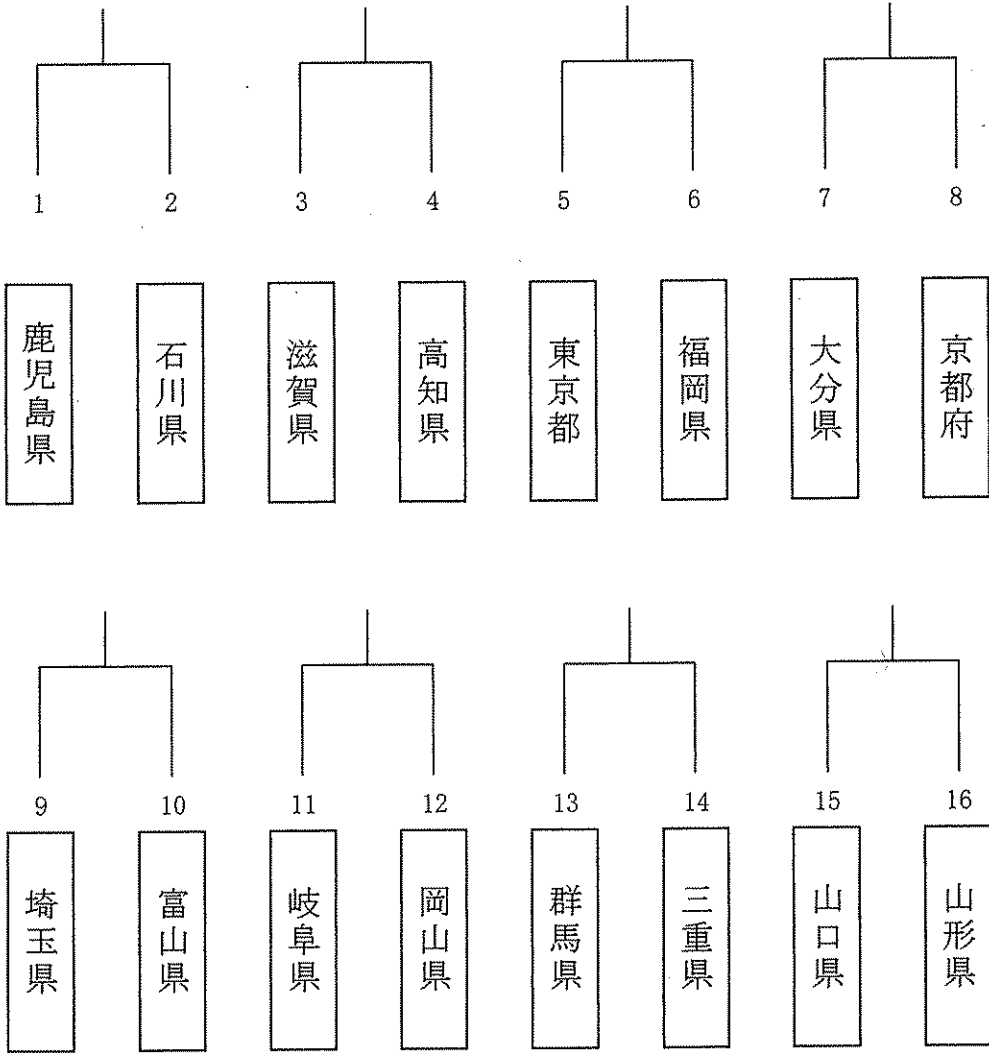 1 2 3 4 5 6 7 8
鹿児島県
石川県
滋賀県
高知県
東京都
福岡県
大分県
京都府
9 10 11 12 13 14 15 16
埼玉県
富山県
岐阜県
岡山県
群馬県
三重県
山口県
山形県